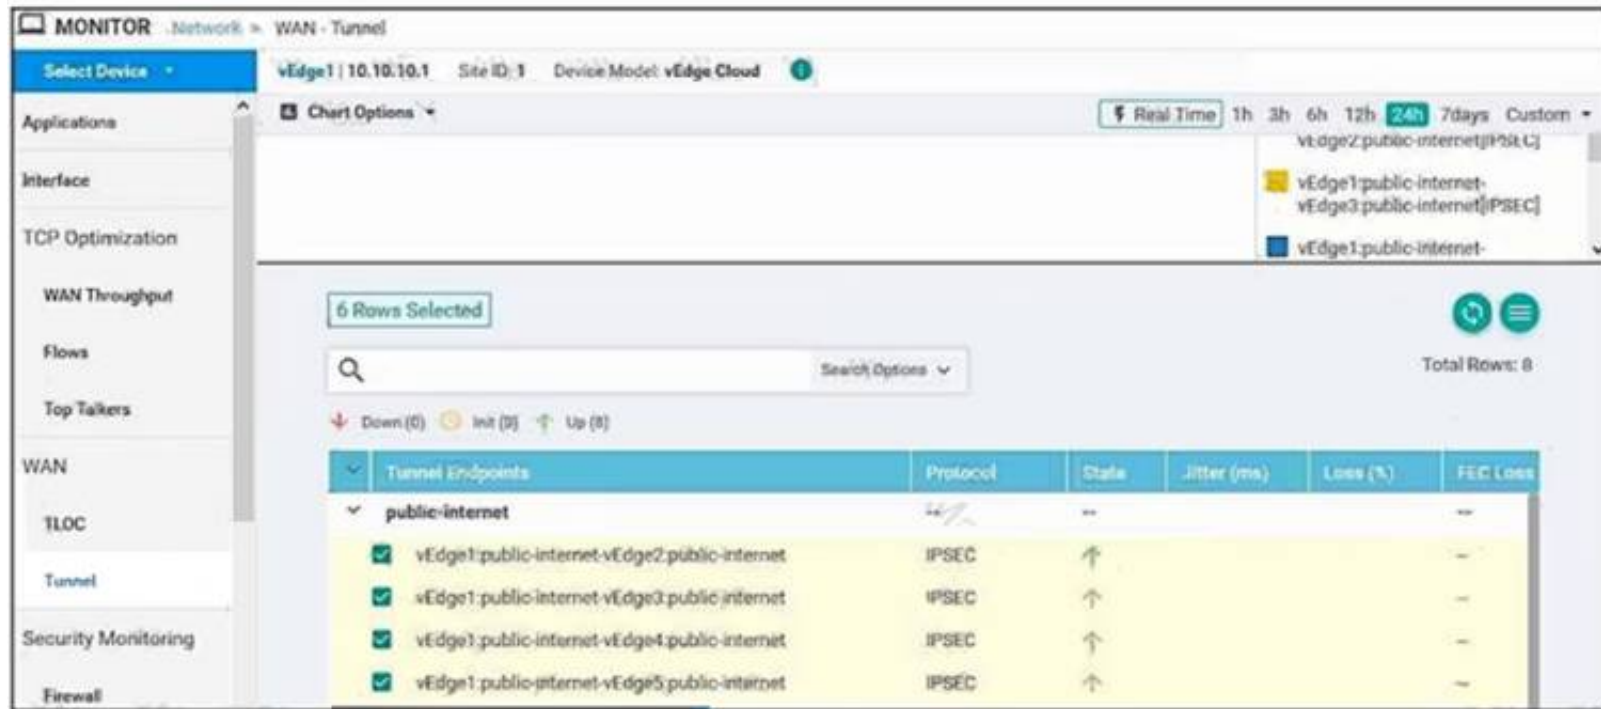 MONITOR Network > WAN - Tunnel
Select Device
vEdge1 | 10.10.10.1 Site ID: 1 Device Model: vEdge Cloud
Chart Options
Real Time 1h 3h 6h 12h 24h 7days Custom
Applications
Interface
TCP Optimization
WAN Throughput
Flows
Top Talkers
WAN
TLOC
Tunnel
Security Monitoring
Firewall
vEdge2:public-internet[IPSEC]
vEdge1:public-internet-
vEdge3:public-internet[IPSEC]
vEdge1:public-internet-
6 Rows Selected
Search Options
Total Rows: 8
Down (0) Init (0) Up (8)
Tunnel Endpoints Protocol State Jitter (ms) Loss (%) FEC Loss
public-internet -- --
vEdge1:public-internet-vEdge2:public-internet IPSEC --
vEdge1:public-internet-vEdge3:public-internet IPSEC --
vEdge1:public-internet-vEdge4:public-internet IPSEC --
vEdge1:public-internet-vEdge5:public-internet IPSEC --